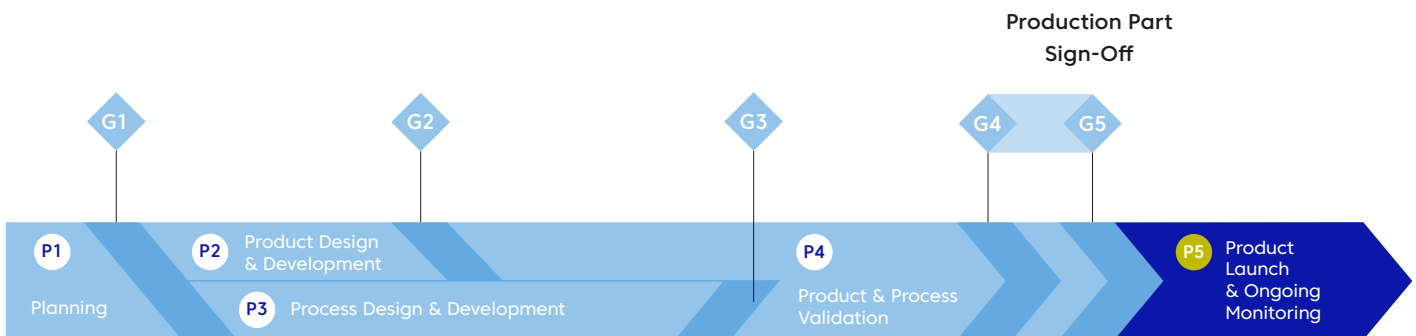 Production Part
Sign-Off
G1
G2
G3
G4
G5
P1
Planning
P2
Product Design
& Development
P3
Process Design & Development
P4
Product & Process
Validation
P5
Product
Launch
& Ongoing
Monitoring